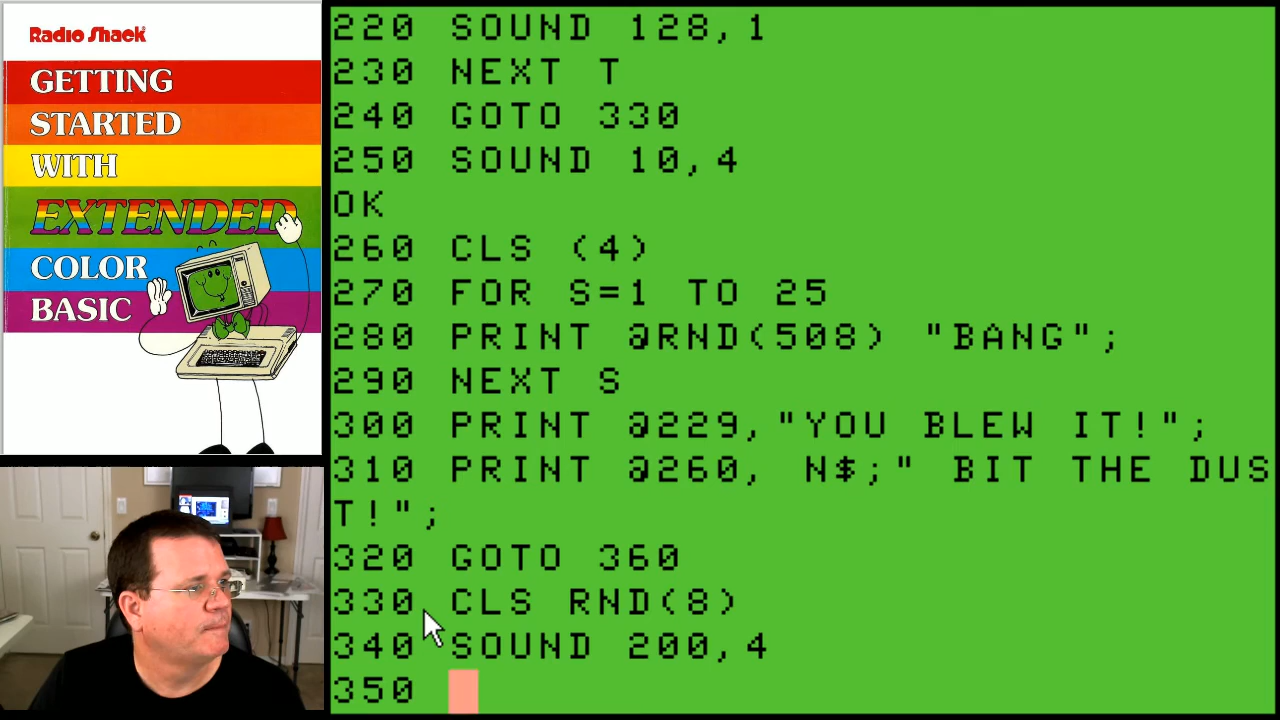 Radio Shack
GETTING
STARTED
WITH
EXTENDED
COLOR
BASIC
220 SOUND 128,1
230 NEXT T
240 GOTO 330
250 SOUND 10,4
OK
260 CLS (4)
270 FOR S=1 TO 25
280 PRINT @RND(508) "BANG";
290 NEXT S
300 PRINT @229,"YOU BLEW IT!";
310 PRINT @260, N$;" BIT THE DUS
T!";
320 GOTO 360
330 CLS RND(8)
340 SOUND 200,4
350